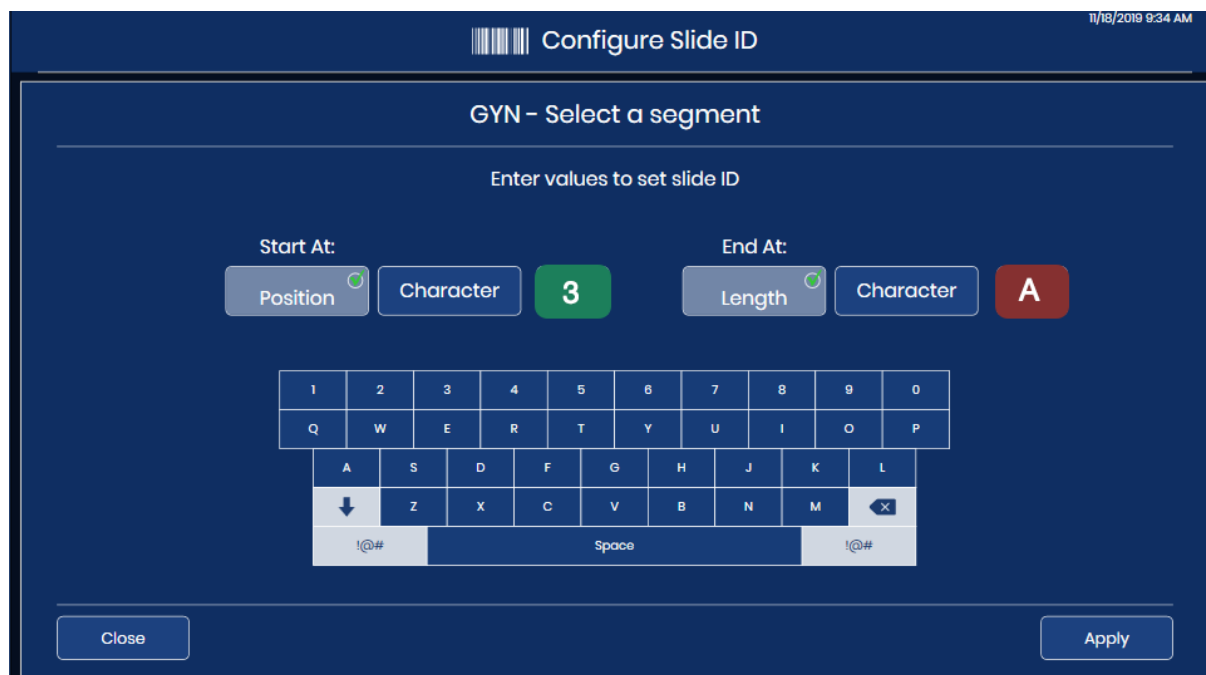 11/18/2019 9:34 AM
Configure Slide ID
GYN - Select a segment
Enter values to set slide ID
Start At: End At:
Position Character 3 Length Character A
1 2 3 4 5 6 7 8 9 0
Q W E R T Y U I O P
A S D F G H J K L
Z X C V B N M
!@# Space !@#
Close Apply